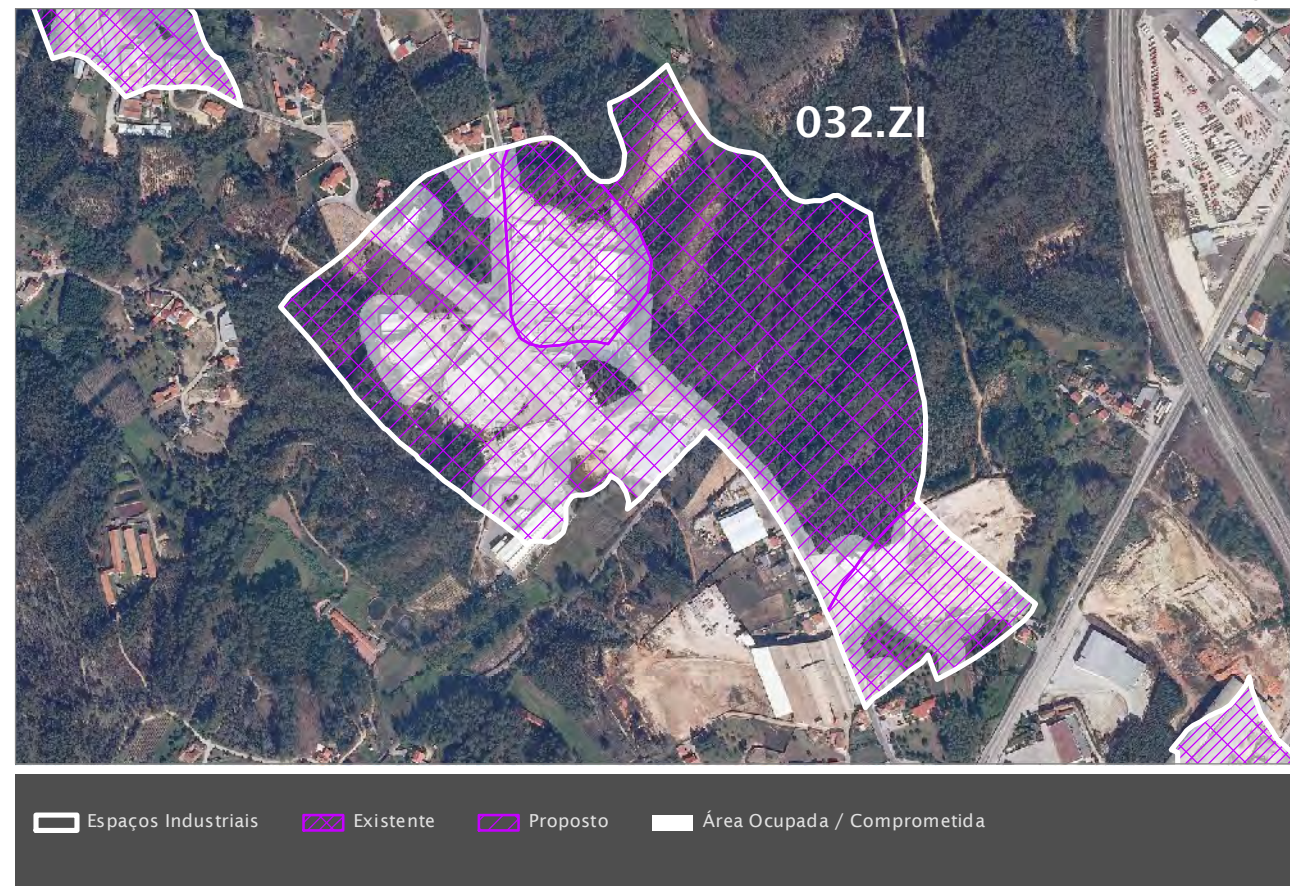 032.ZI
Espaços Industriais Existente Proposto Área Ocupada / Comprometida